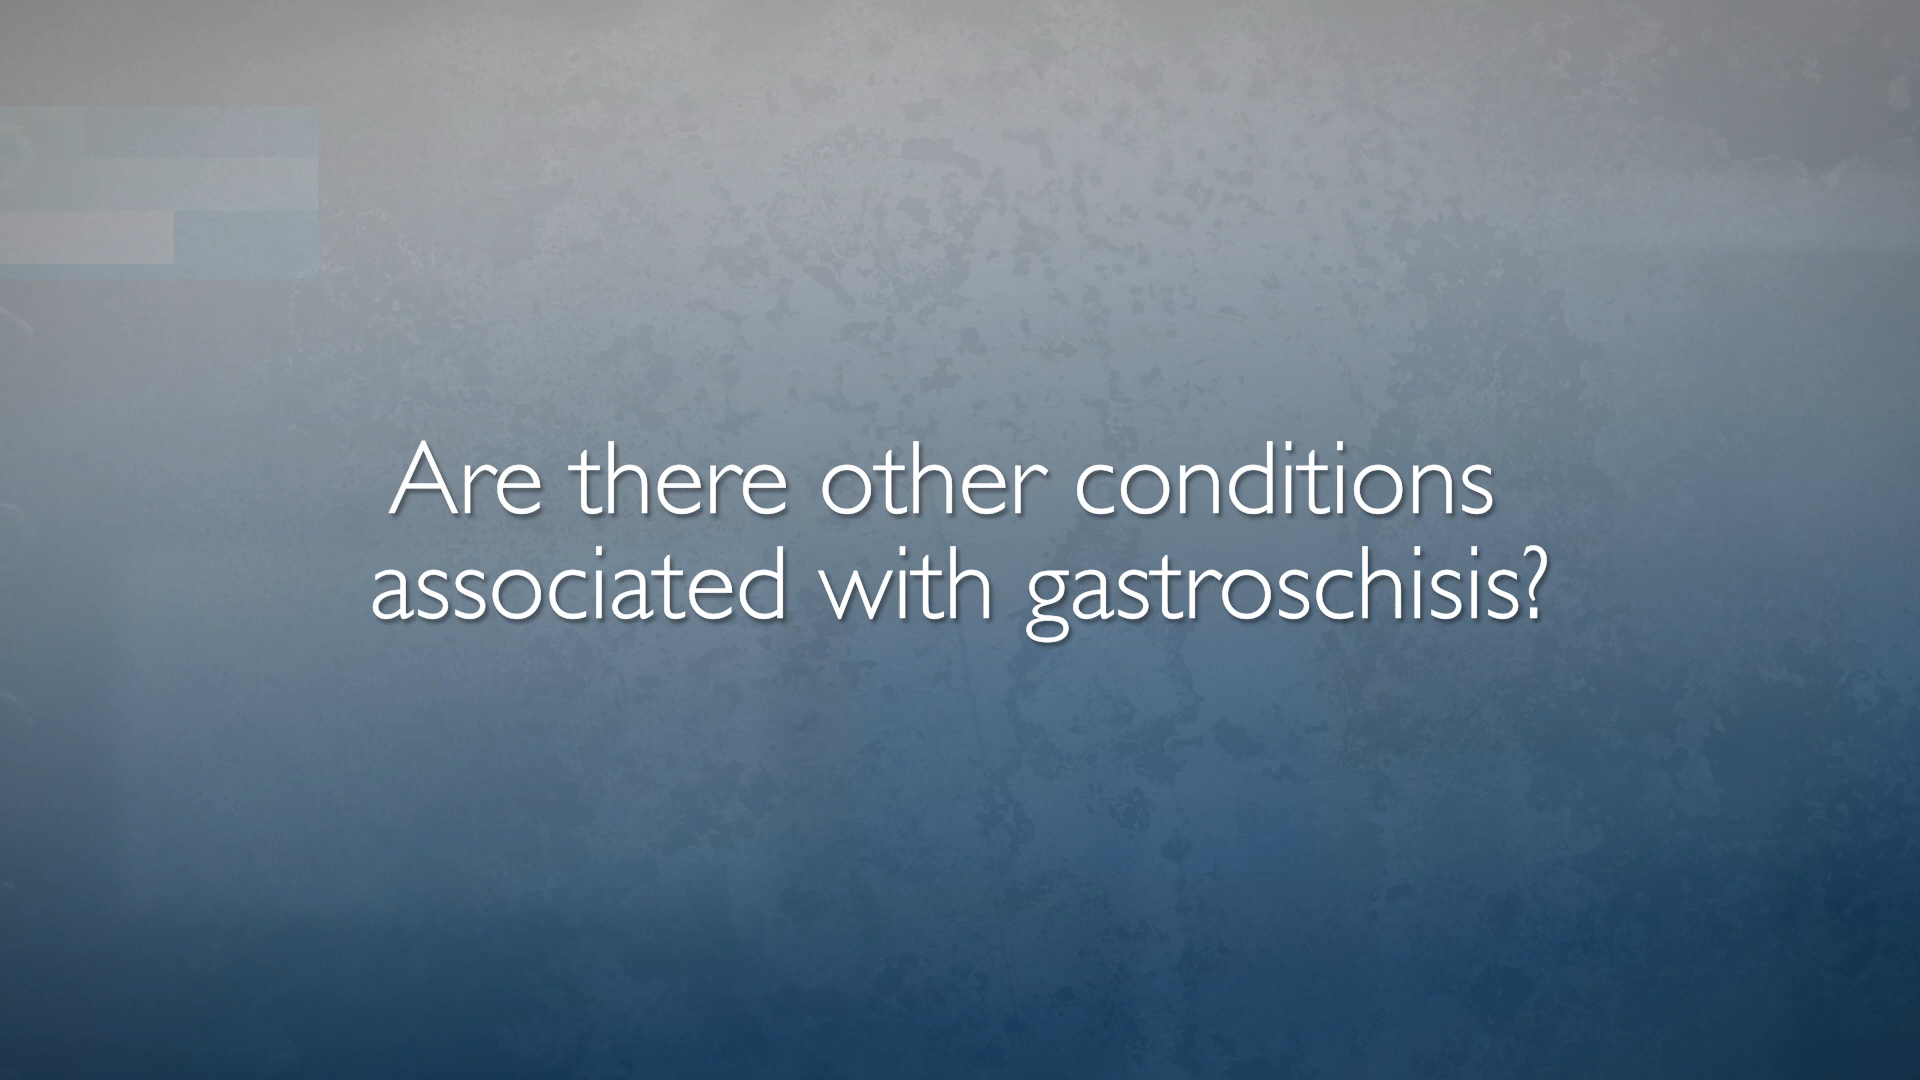 Are there other conditions
associated with gastroschisis?